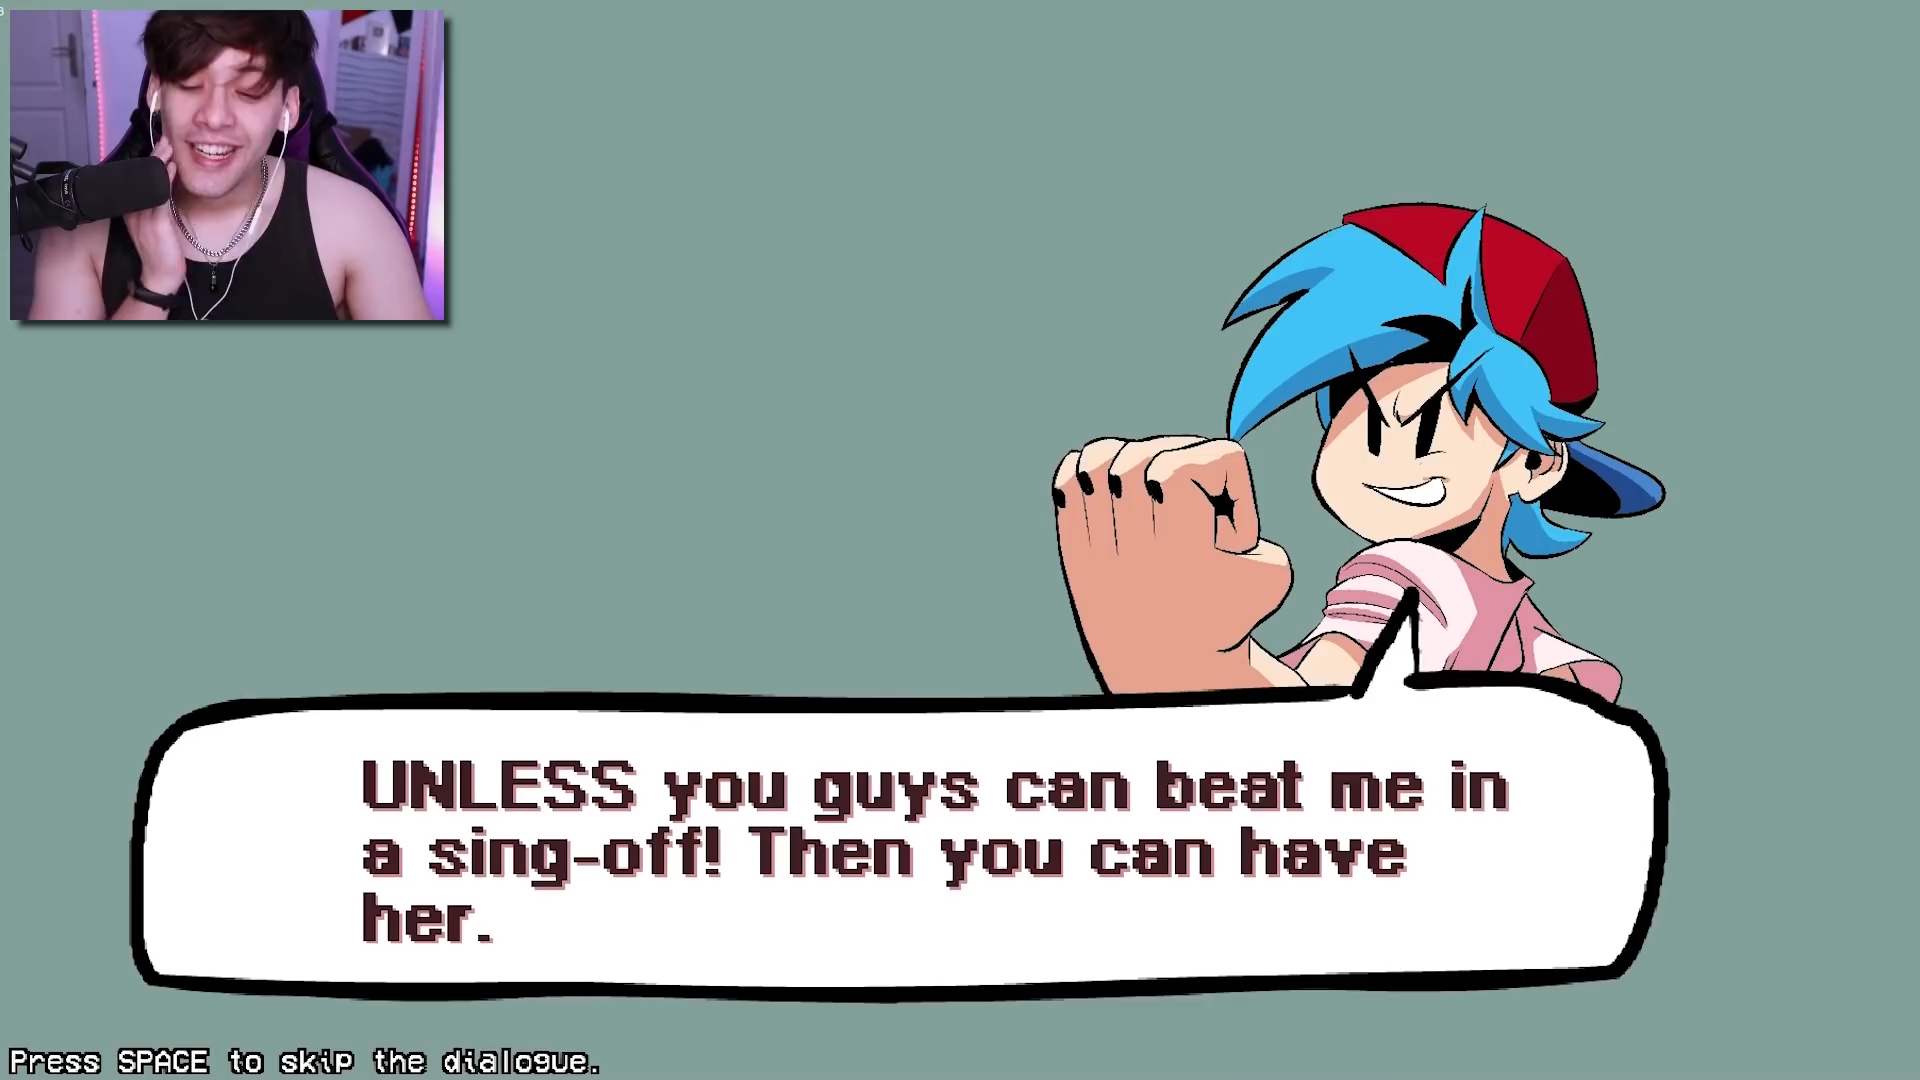 UNLESS you guys can beat me in
a sing-off! Then you can have
her.
Press SPACE to skip the dialogue.